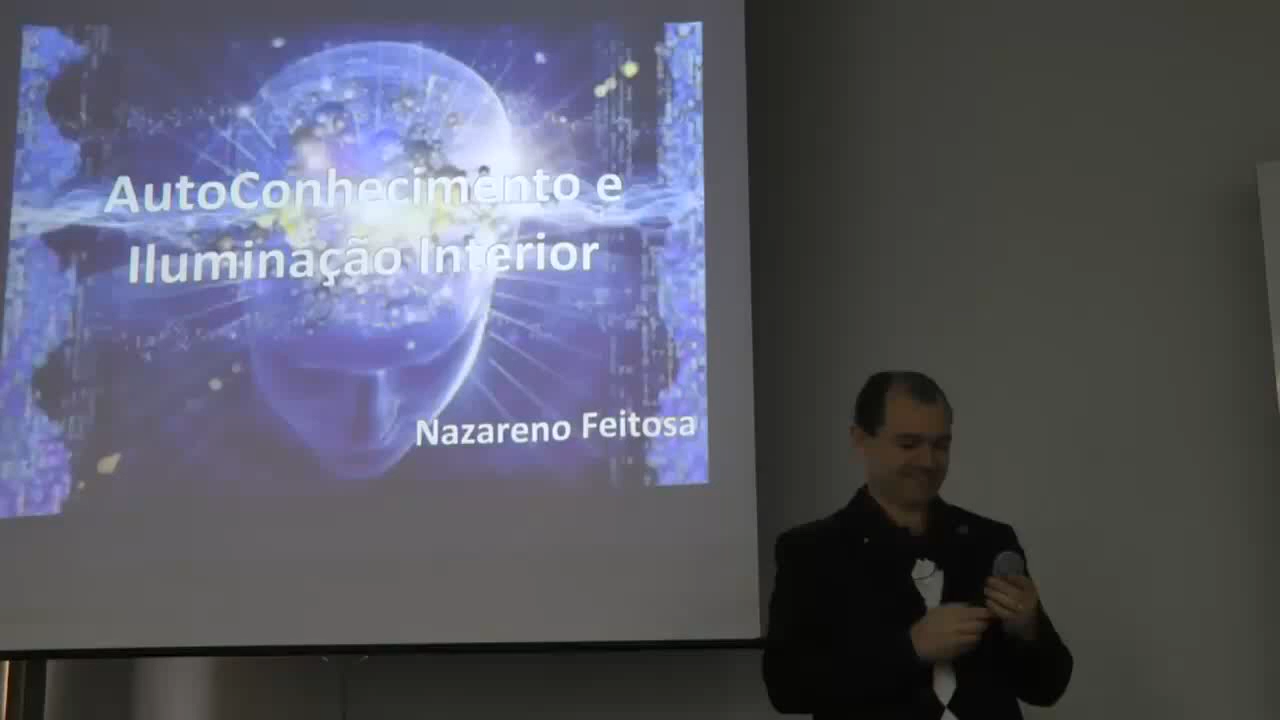 AutoConhecimento e
Iluminação Interior
Nazareno Feitosa